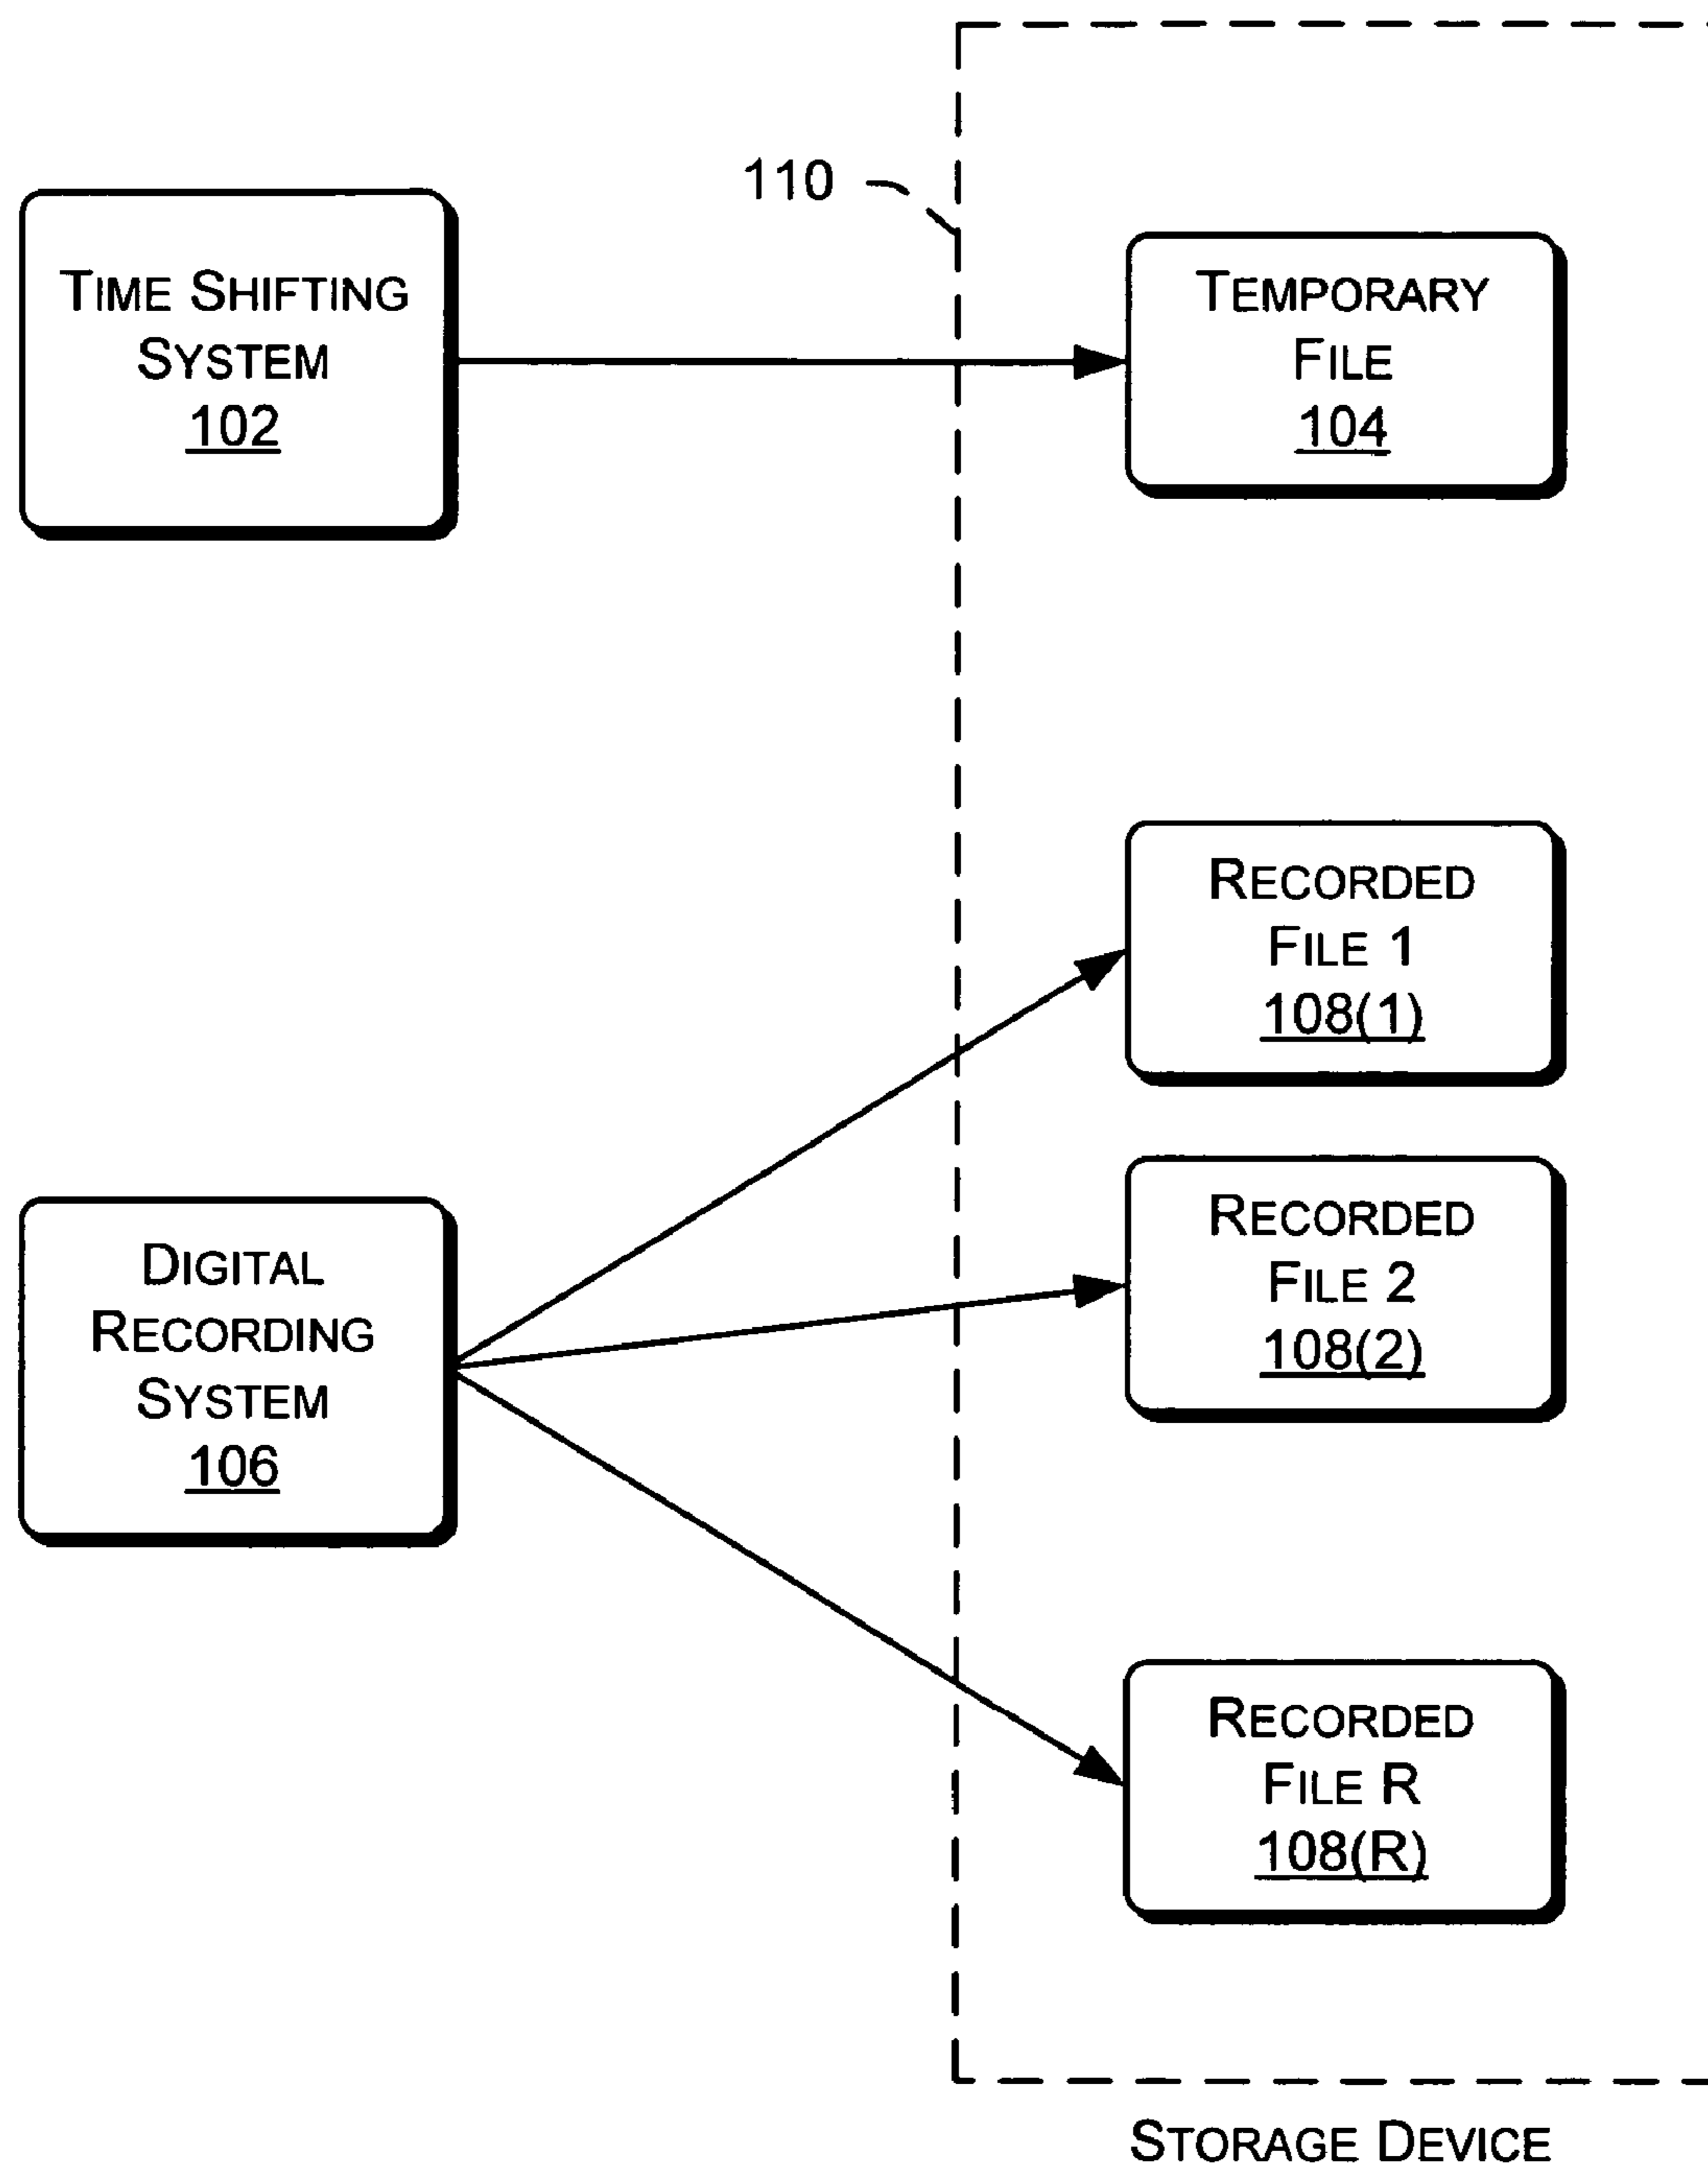 110
TIME SHIFTING
SYSTEM
102
TEMPORARY
FILE
104
RECORDED
FILE 1
108(1)
RECORDED
FILE 2
108(2)
DIGITAL
RECORDING
SYSTEM
106
RECORDED
FILE R
108(R)
STORAGE DEVICE